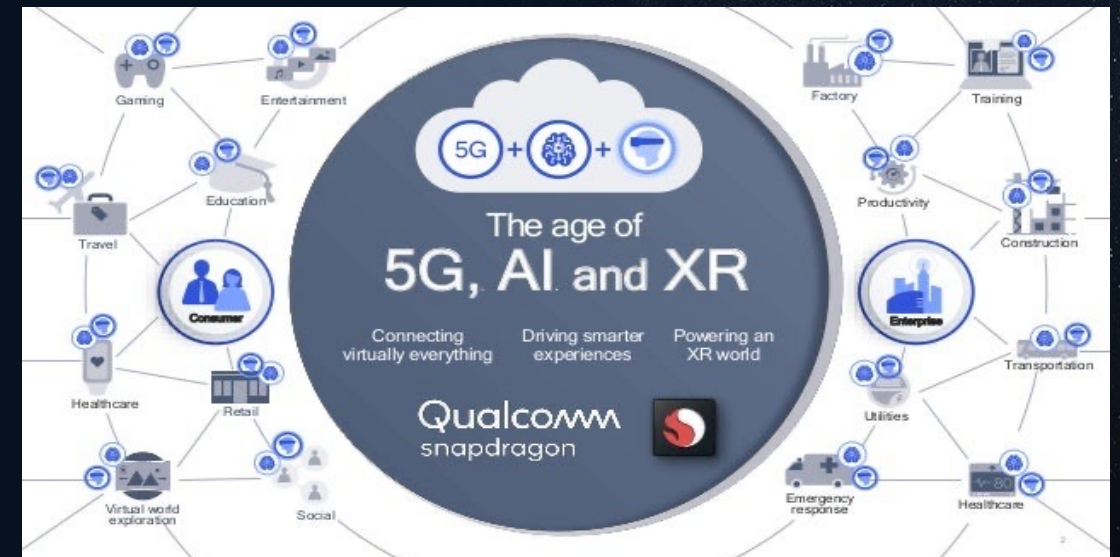 Gaming
Entertainment
Education
Travel
Consumer
Healthcare
Retail
Virtual world
exploration
Social
5G + +
The age of
5G, AI and XR
Connecting
virtually everything
Driving smarter
experiences
Powering an
XR world
Qualcomm
snapdragon
Factory
Training
Productivity
Construction
Enterprise
Transportation
Utilities
Emergency
response
80
Healthcare
2